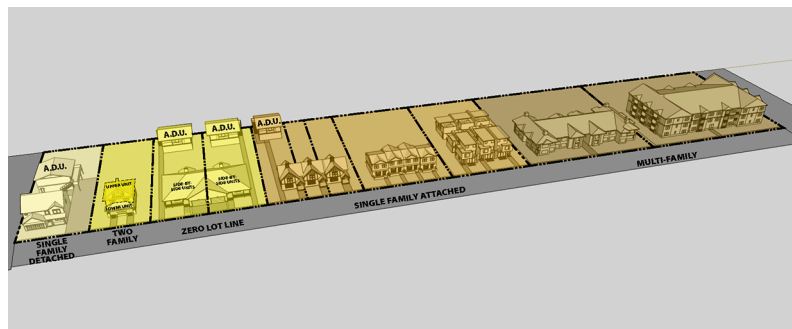 A.D.U.
A.D.U.
A.D.U.
A.D.U.
UPPER UNIT
LOWER UNIT
SIDE-BY-
SIDE UNITS
SIDE-BY-
SIDE UNITS
SINGLE
FAMILY
DETACHED
TWO
FAMILY
ZERO LOT LINE
SINGLE FAMILY ATTACHED
MULTI-FAMILY